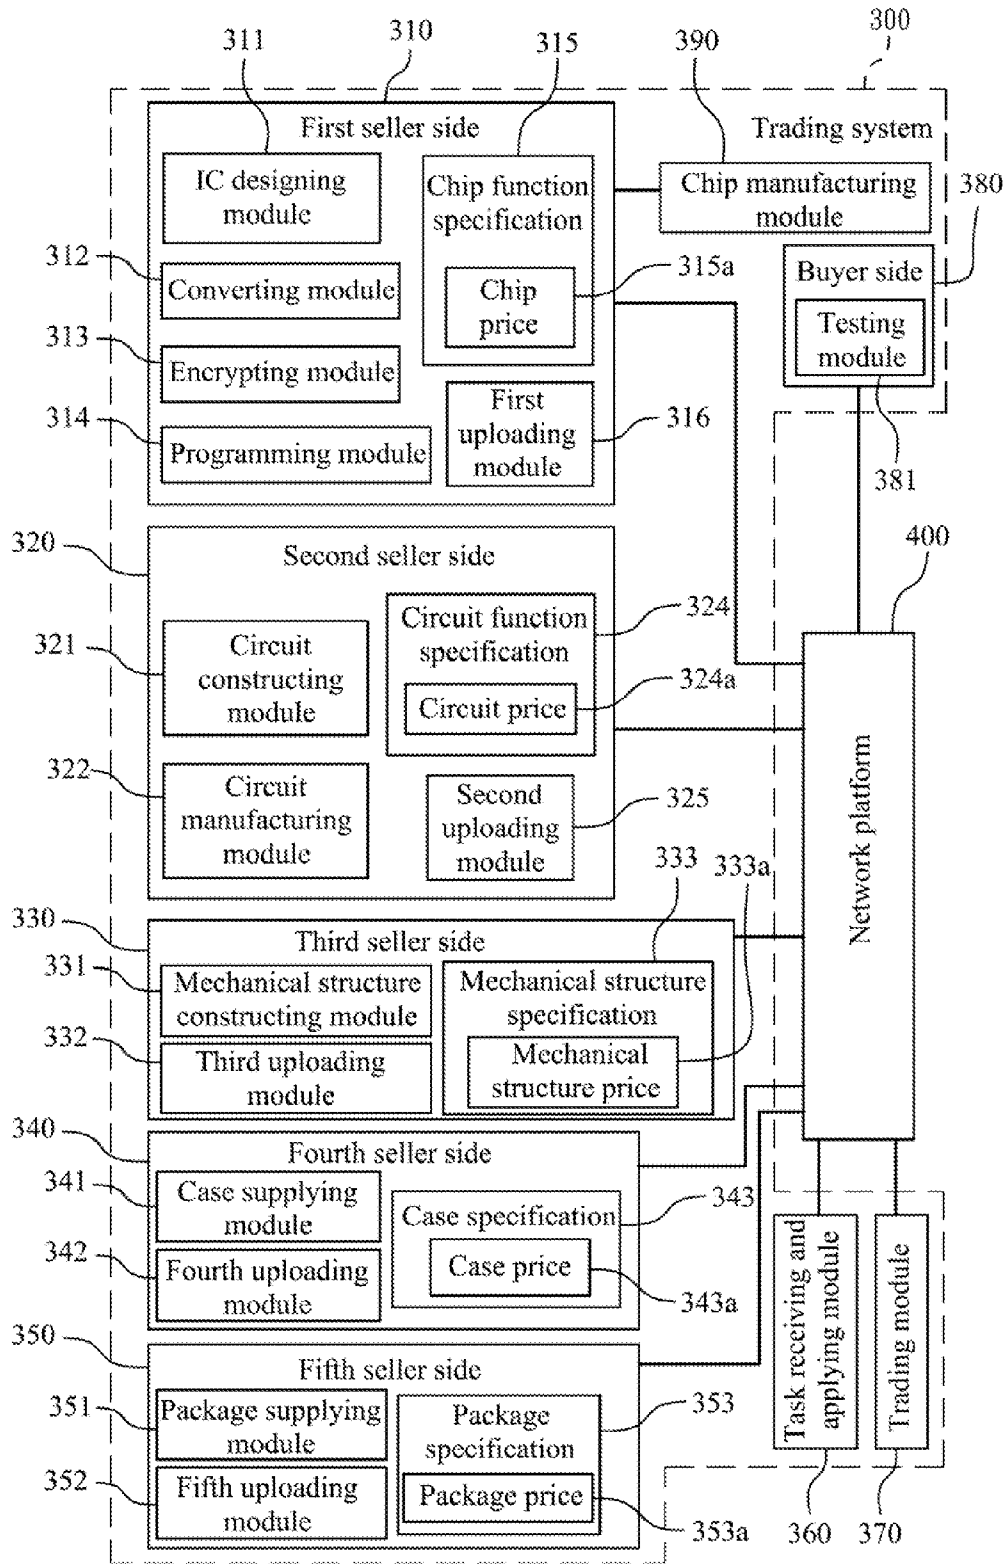 311
310
315
390
300
First seller side
Trading system
IC designing
module
Chip function
specification
Chip manufacturing
module
380
312
Converting module
315a
Chip
price
Buyer side
Testing
module
313
Encrypting module
314
Programming module
First
uploading
module
316
381
320
Second seller side
400
321
Circuit
constructing
module
Circuit function
specification
324
324a
Circuit price
322
Circuit
manufacturing
module
Second
uploading
module
325
333
333a
Network platform
330
Third seller side
331
Mechanical structure
constructing module
Mechanical structure
specification
332
Third uploading
module
Mechanical
structure price
340
Fourth seller side
341
Case supplying
module
Case specification
343
342
Fourth uploading
module
Case price
343a
350
Fifth seller side
351
Package supplying
module
Package
specification
353
352
Fifth uploading
module
Package price
353a
Task receiving and
applying module
Trading module
360
370